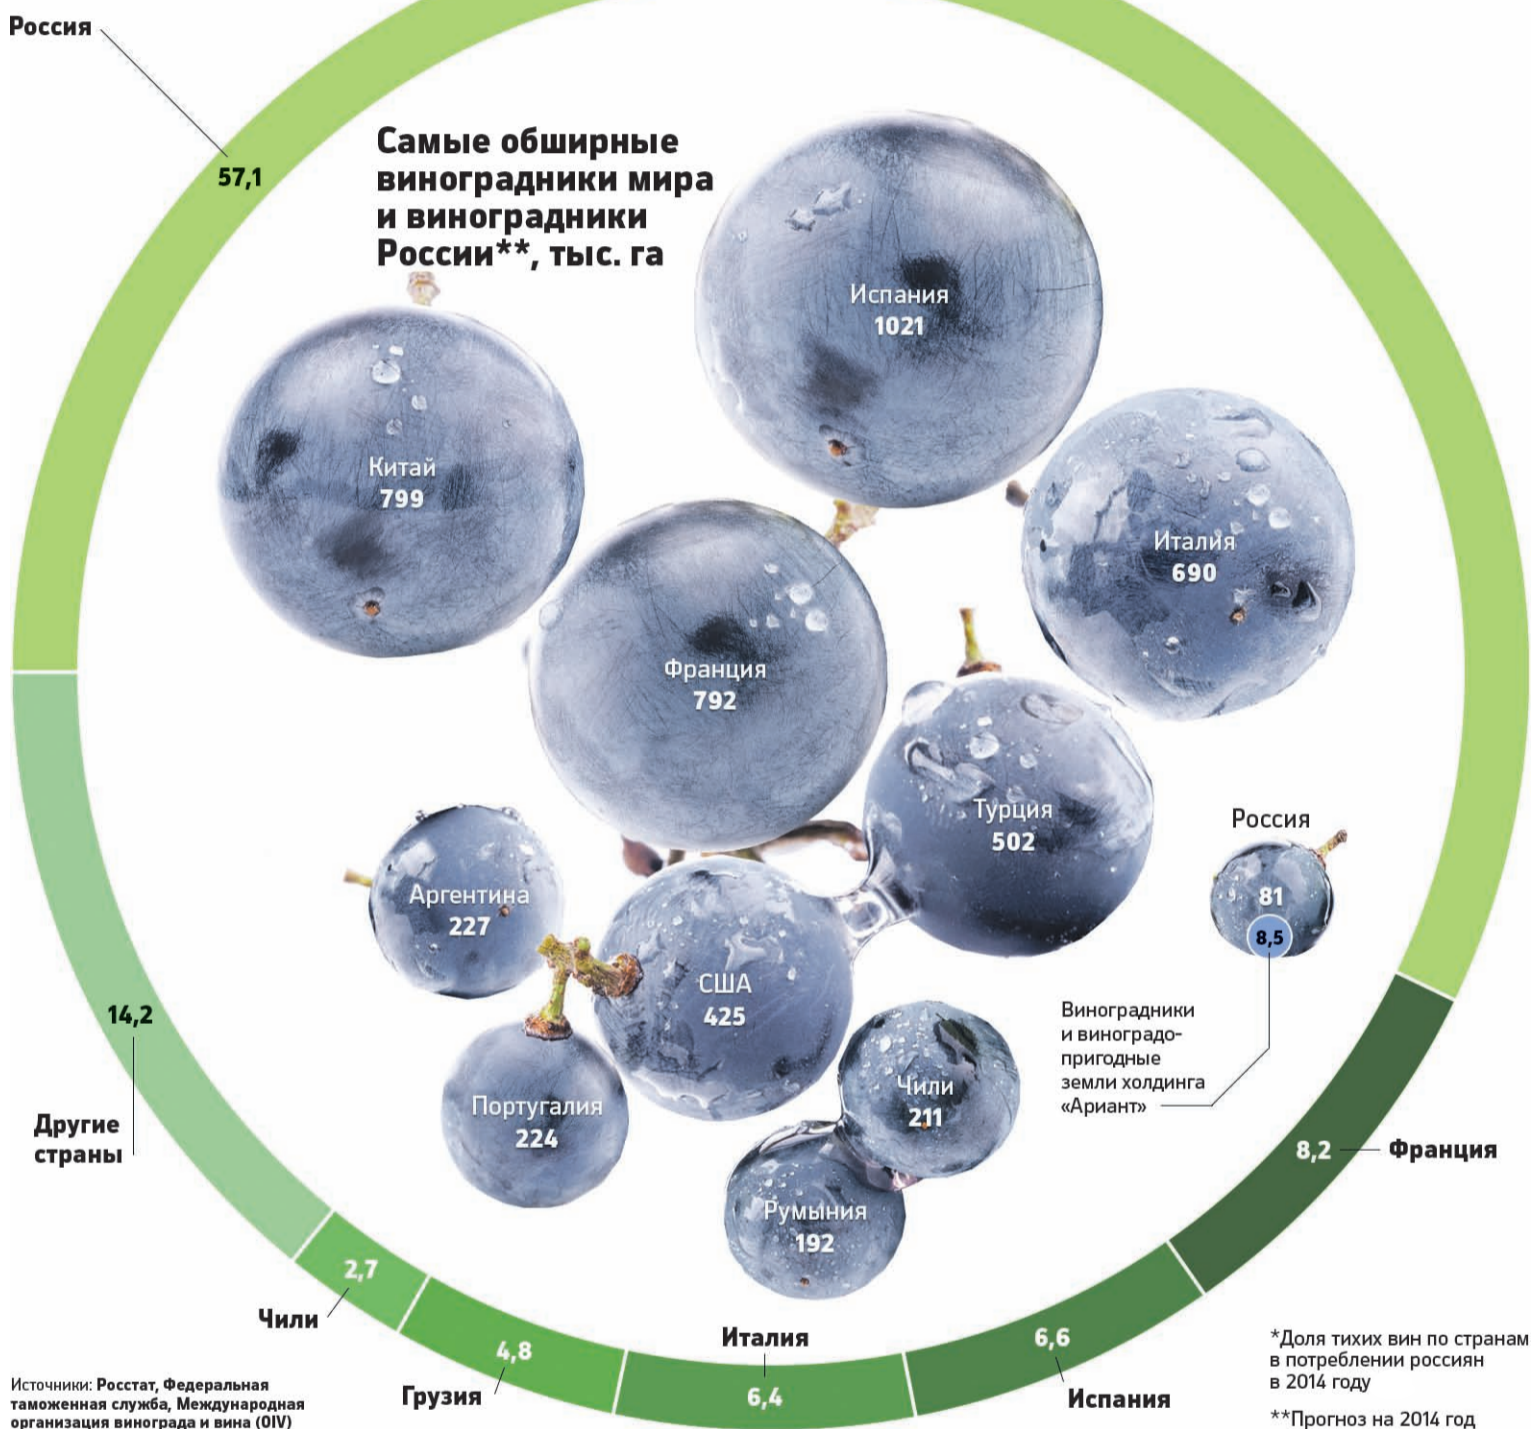 Россия
57,1
Самые обширные
виноградники мира
и виноградники
России**, тыс. га
Испания
1021
Китай
799
Италия
690
Франция
792
Турция
502
Россия
81
8,5
Аргентина
227
США
425
Виноградники
и виноградо-
пригодные
земли холдинга
«Ариант»
Чили
211
Португалия
224
Румыния
192
14,2
Другие
страны
8,2
Франция
2,7
Чили
4,8
Грузия
Италия
6,4
6,6
Испания
*Доля тихих вин по странам
в потреблении россиян
в 2014 году
**Прогноз на 2014 год
Источники: Росстат, Федеральная
таможенная служба, Международная
организация винограда и вина (OIV)